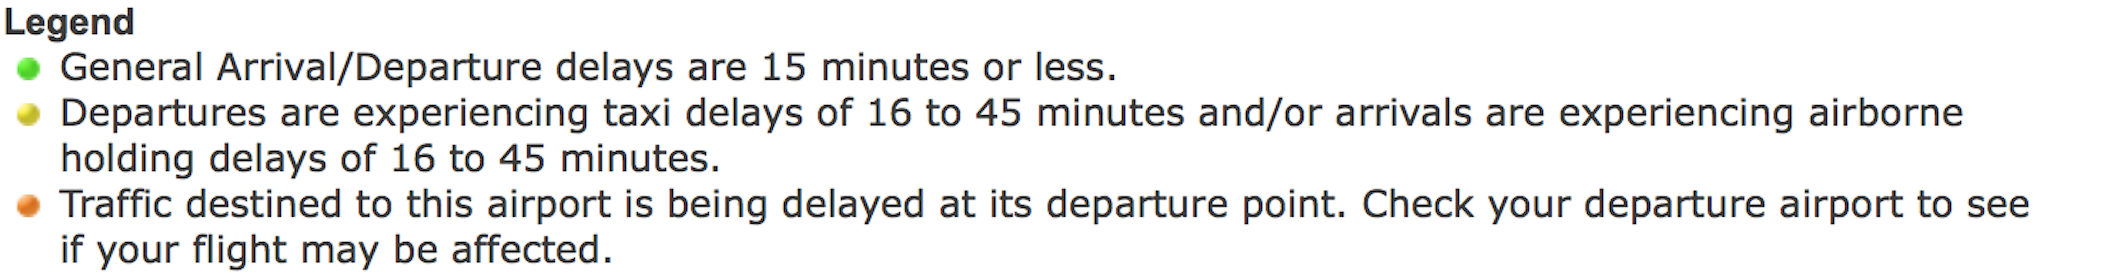 Legend
General Arrival/Departure delays are 15 minutes or less.
Departures are experiencing taxi delays of 16 to 45 minutes and/or arrivals are experiencing airborne
holding delays of 16 to 45 minutes.
Traffic destined to this airport is being delayed at its departure point. Check your departure airport to see
if your flight may be affected.